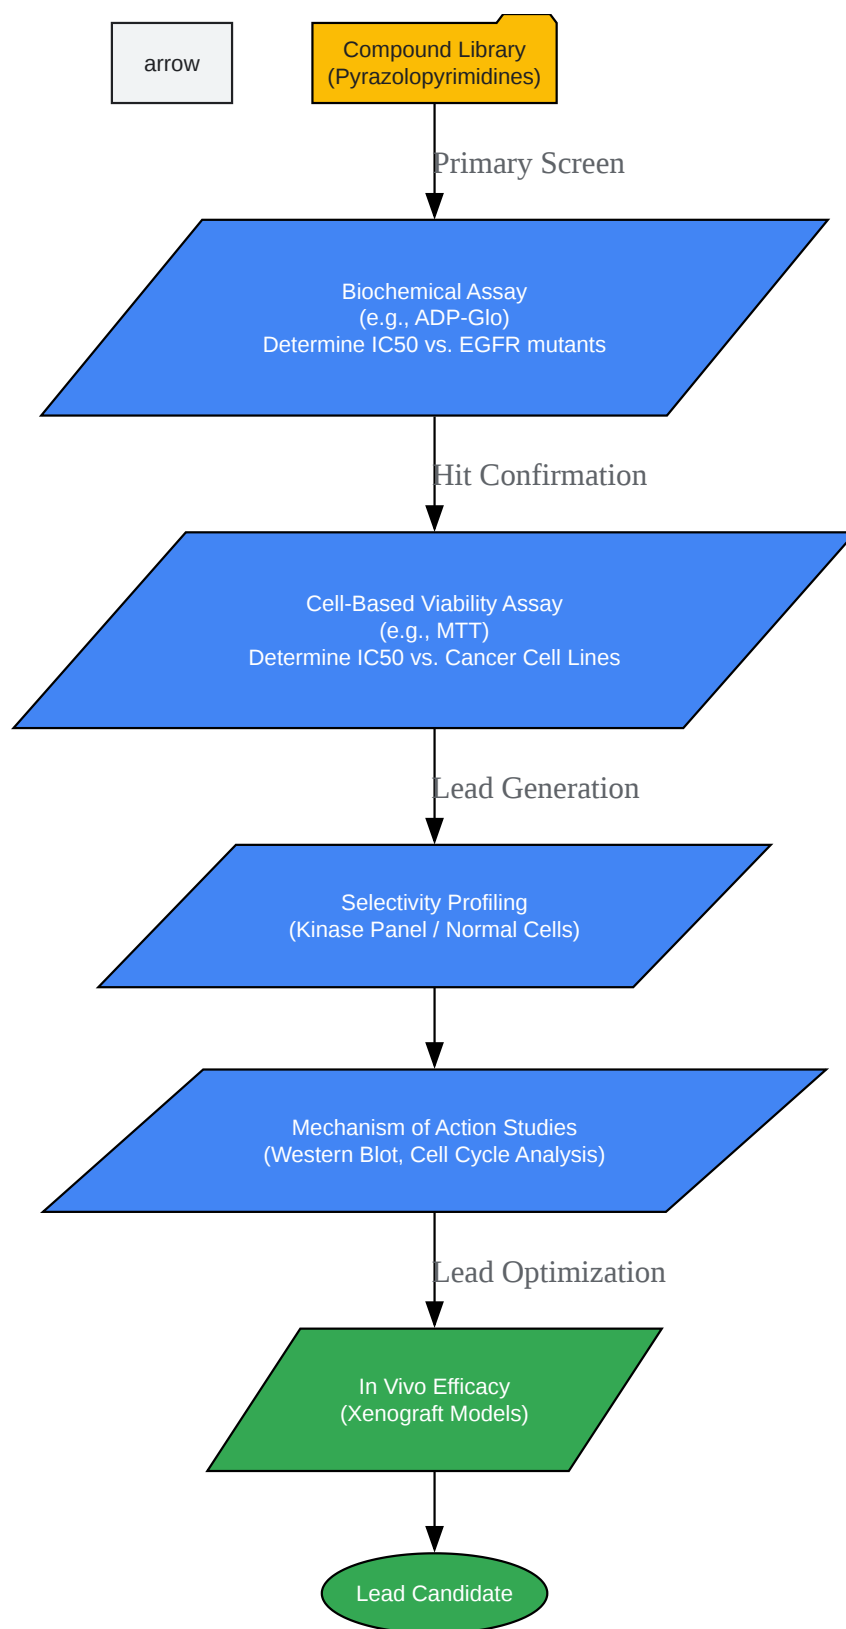 arrow
Compound Library
(Pyrazolopyrimidines)
Primary Screen
Biochemical Assay
(e.g., ADP-Glo)
Determine IC50 vs. EGFR mutants
Hit Confirmation
Cell-Based Viability Assay
(e.g., MTT)
Determine IC50 vs. Cancer Cell Lines
Lead Generation
Selectivity Profiling
(Kinase Panel / Normal Cells)
Mechanism of Action Studies
(Western Blot, Cell Cycle Analysis)
Lead Optimization
In Vivo Efficacy
(Xenograft Models)
Lead Candidate